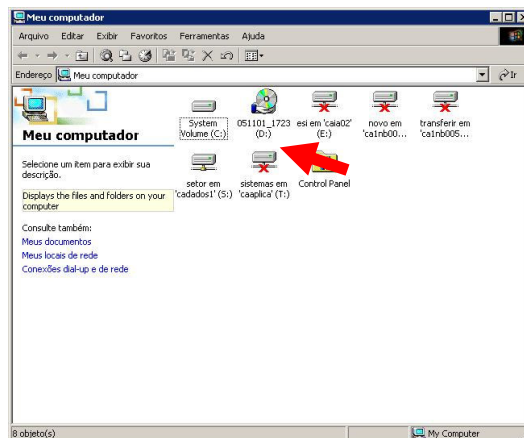 Meu computador
Arquivo Editar Exibir Favoritos Ferramentas Ajuda
Endereço Meu computador Ir
Meu computador
Selecione um item para exibir sua
descrição.
Displays the files and folders on your
computer
Consulte também:
Meus documentos
Meus locais de rede
Conexões dial-up e de rede
System
Volume (C:)
051101_1723
(D:)
esi em 'caia02'
(E:)
novo em
'ca1nb00...
transferir em
'ca1nb005...
setor em
'cadados1' (S:)
sistemas em
'caaplica' (T:)
Control Panel
8 objeto(s) My Computer